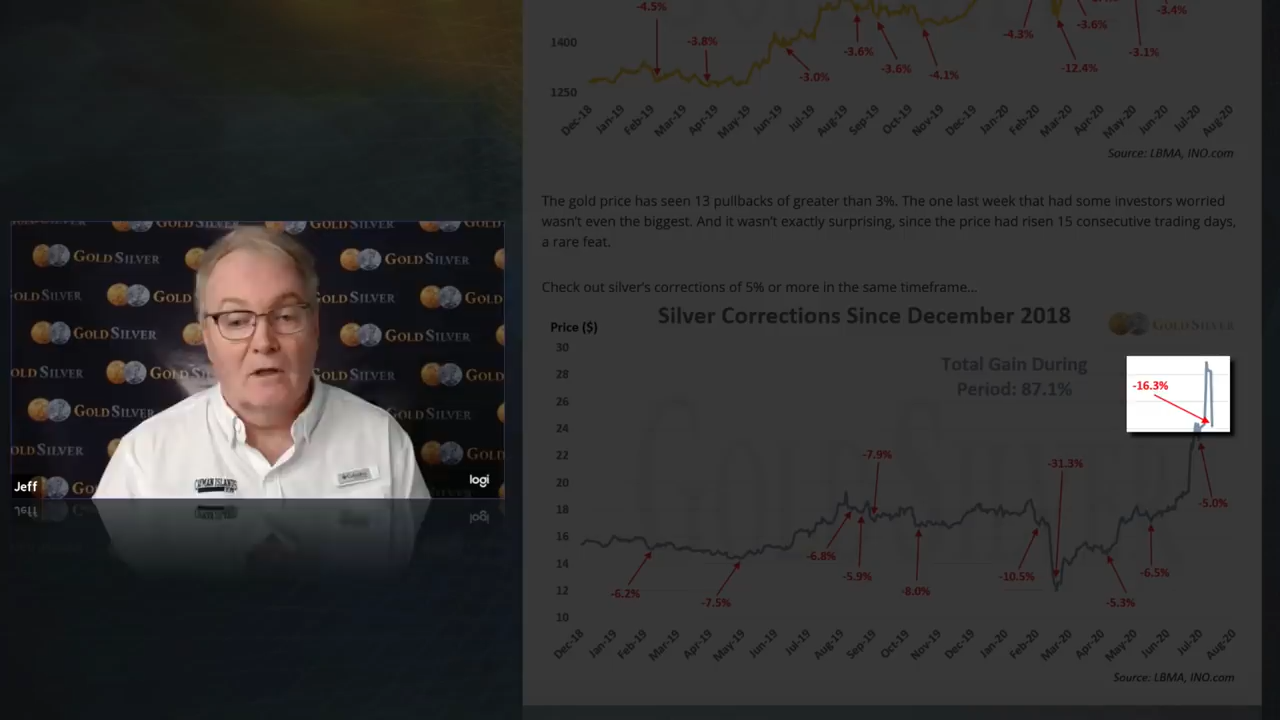 -4.5%
-3.8%
-3.0%
-3.6%
-3.6%
-4.1%
-4.3%
-12.4%
-3.6%
-3.1%
-3.4%
1400
1250
Dec-18
Jan-19
Feb-19
Mar-19
Apr-19
May-19
Jun-19
Jul-19
Aug-19
Sep-19
Oct-19
Nov-19
Dec-19
Jan-20
Feb-20
Mar-20
Apr-20
May-20
Jun-20
Jul-20
Aug-20
Source: LBMA, INO.com
The gold price has seen 13 pullbacks of greater than 3%. The one last week that had some investors worried
wasn't even the biggest. And it wasn't exactly surprising, since the price had risen 15 consecutive trading days,
a rare feat.
Check out silver's corrections of 5% or more in the same timeframe...
Silver Corrections Since December 2018
GOLDSILVER
Price ($)
Total Gain During
Period: 87.1%
30
28
26
24
22
20
18
16
14
12
10
-16.3%
-5.0%
-7.9%
-31.3%
-6.8%
-5.9%
-8.0%
-10.5%
-6.5%
-5.3%
-6.2%
-7.5%
Dec-18
Jan-19
Feb-19
Mar-19
Apr-19
May-19
Jun-19
Jul-19
Aug-19
Sep-19
Oct-19
Nov-19
Dec-19
Jan-20
Feb-20
Mar-20
Apr-20
May-20
Jun-20
Jul-20
Aug-20
Source: LBMA, INO.com
GOLDSILVER
GOLDSILVER
GOLDSILVER
GOLDSILVER
CAYMAN ISLANDS
Columbia
Jeff
logi